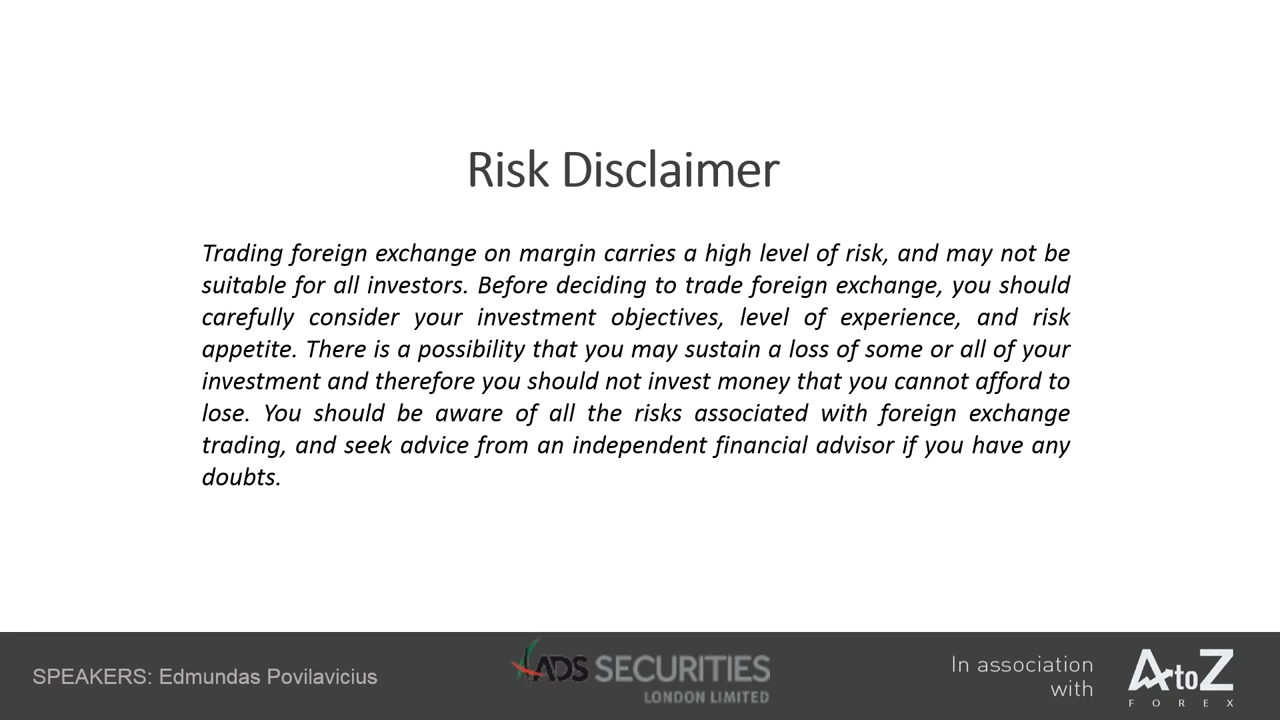 Risk Disclaimer
Trading foreign exchange on margin carries a high level of risk, and may not be
suitable for all investors. Before deciding to trade foreign exchange, you should
carefully consider your investment objectives, level of experience, and risk
appetite. There is a possibility that you may sustain a loss of some or all of your
investment and therefore you should not invest money that you cannot afford to
lose. You should be aware of all the risks associated with foreign exchange
trading, and seek advice from an independent financial advisor if you have any
doubts.
SPEAKERS: Edmundas Povilavicius
ADS SECURITIES
LONDON LIMITED
In association
with
AtoZ
FOREX